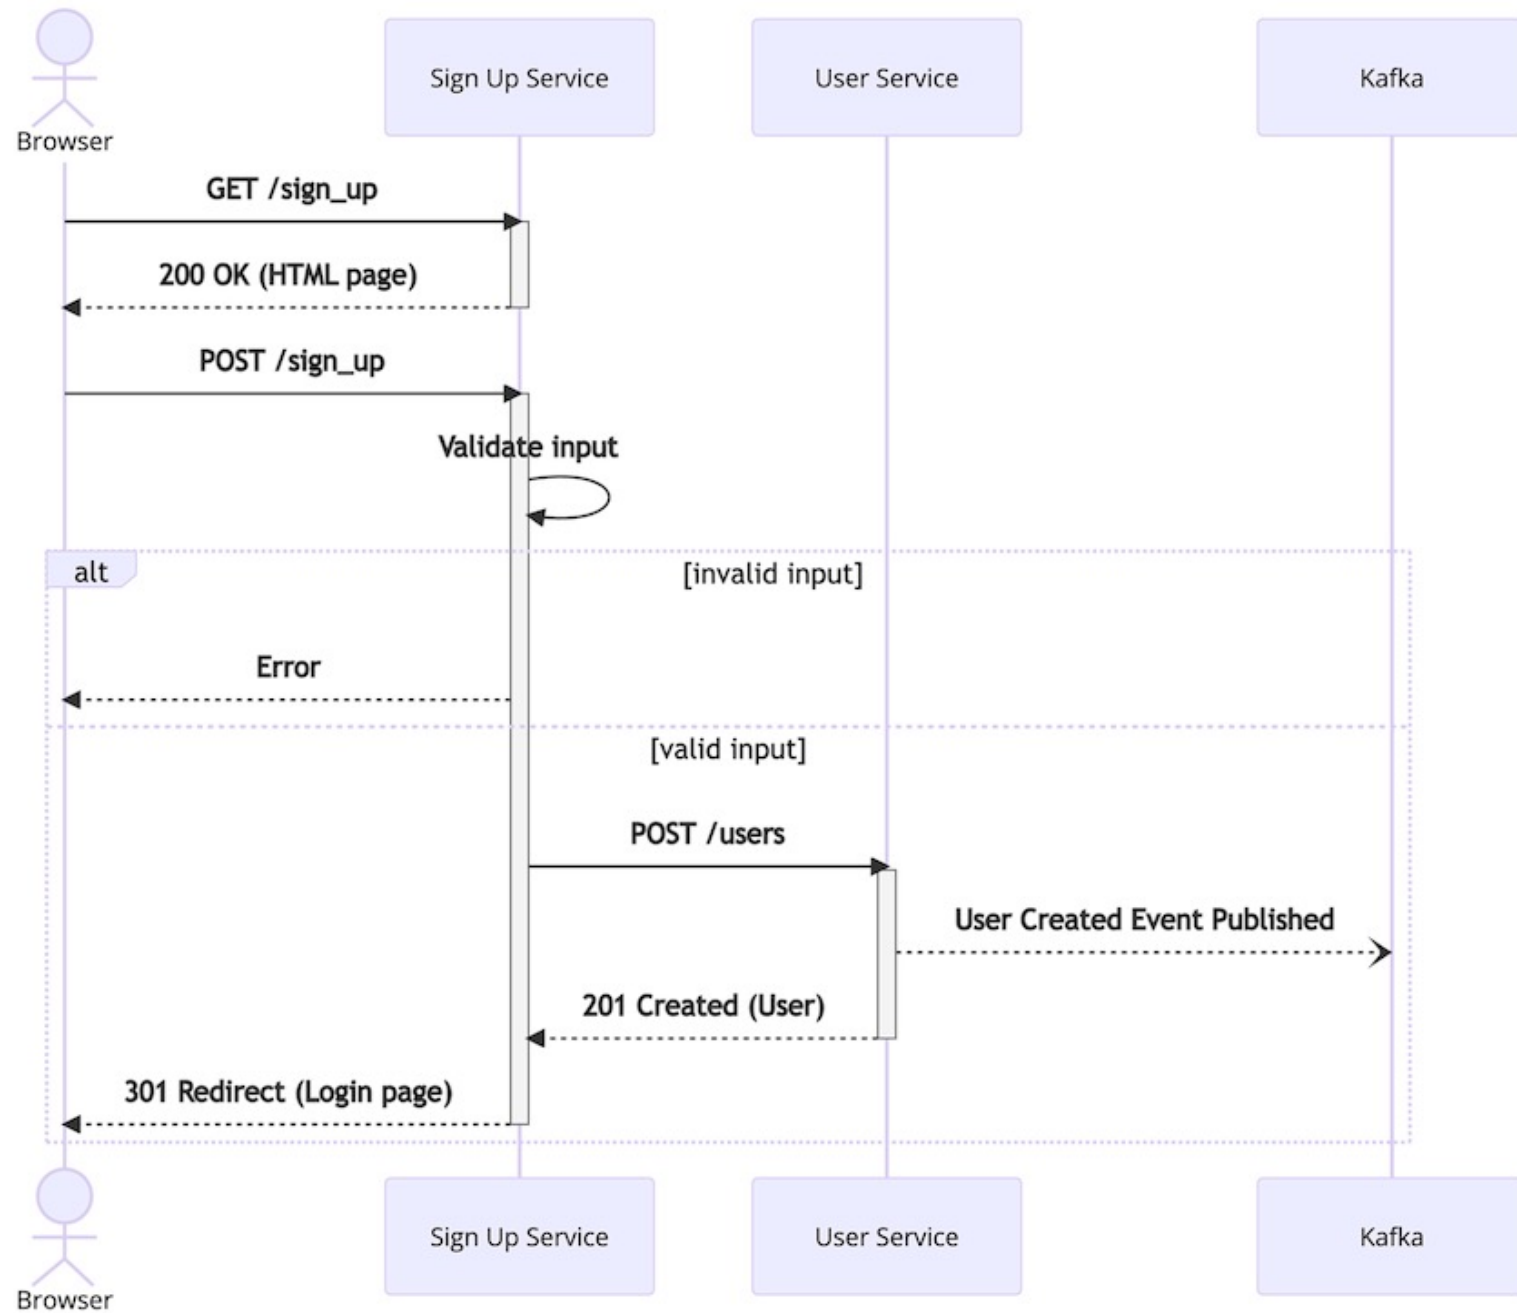 Browser
Sign Up Service
User Service
Kafka
GET /sign_up
200 OK (HTML page)
POST /sign_up
Validate input
alt
[invalid input]
Error
[valid input]
POST /users
User Created Event Published
201 Created (User)
301 Redirect (Login page)
Browser
Sign Up Service
User Service
Kafka